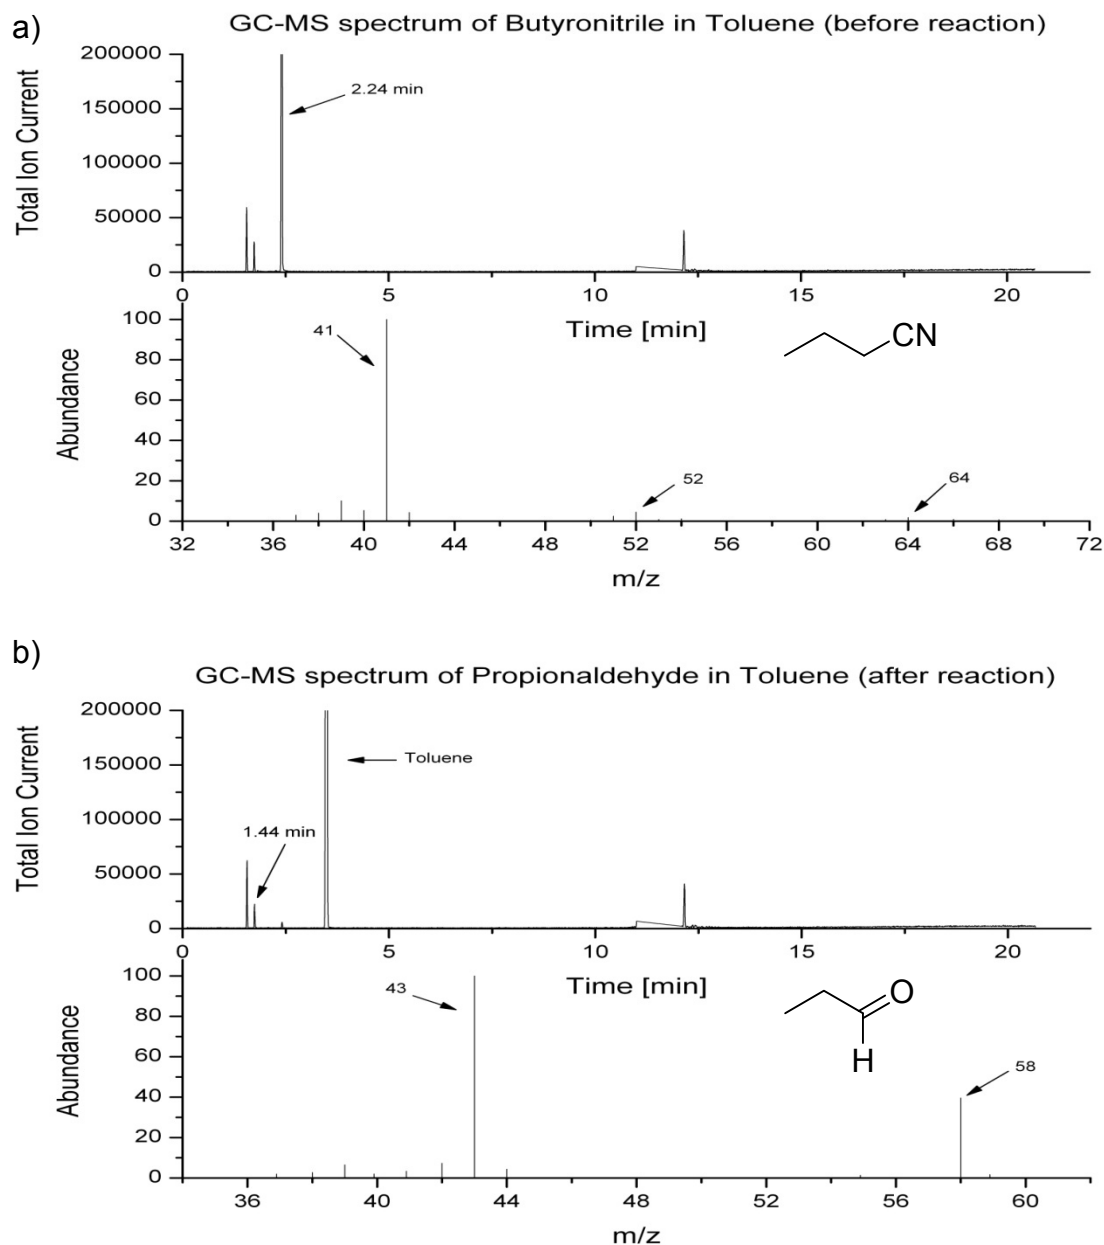 a)
GC-MS spectrum of Butyronitrile in Toluene (before reaction)
200000
150000
100000
50000
0
Total Ion Current
2.24 min
0 5 10 15 20
Time [min]
100
80
60
40
20
0
Abundance
41
52
64
CN
32 36 40 44 48 52 56 60 64 68 72
m/z
b)
GC-MS spectrum of Propionaldehyde in Toluene (after reaction)
200000
150000
100000
50000
0
Total Ion Current
Toluene
1.44 min
0 5 10 15 20
Time [min]
100
80
60
40
20
0
Abundance
43
58
O
H
36 40 44 48 52 56 60
m/z